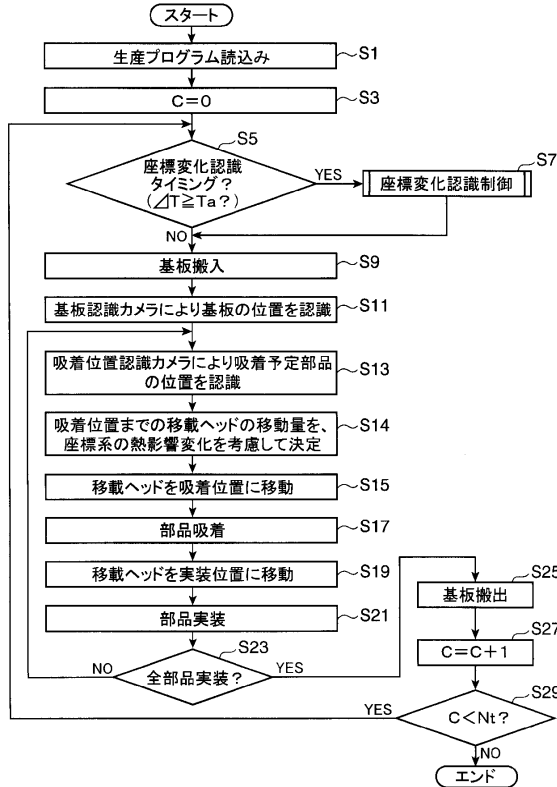 スタート
生産プログラム読込み
S1
C=0
S3
S5
座標変化認識
タイミング?
(⊿T≧Ta?)
YES
S7
座標変化認識制御
NO
基板搬入
S9
基板認識カメラにより基板の位置を認識
S11
吸着位置認識カメラにより吸着予定部品
の位置を認識
S13
吸着位置までの移載ヘッドの移動量を、
座標系の熱影響変化を考慮して決定
S14
移載ヘッドを吸着位置に移動
S15
部品吸着
S17
移載ヘッドを実装位置に移動
S19
部品実装
S21
S23
全部品実装?
NO
YES
S25
基板搬出
S27
C=C+1
S29
C<Nt?
YES
NO
エンド